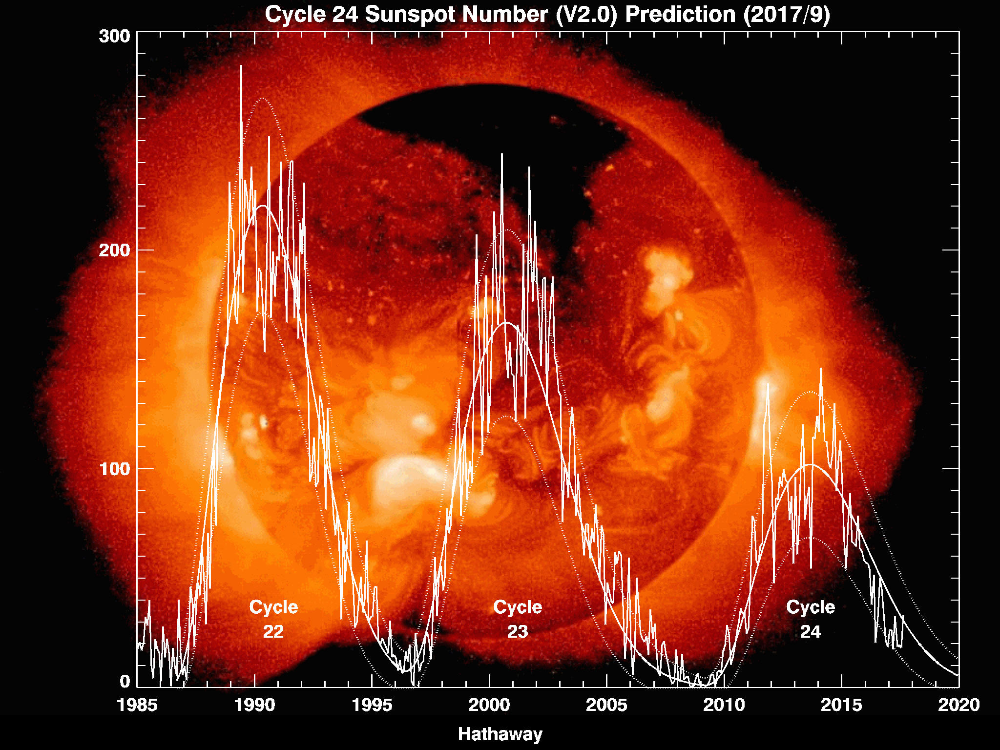 Cycle 24 Sunspot Number (V2.0) Prediction (2017/9)
300
200
100
0
Cycle
22
Cycle
23
Cycle
24
1985 1990 1995 2000 2005 2010 2015 2020
Hathaway